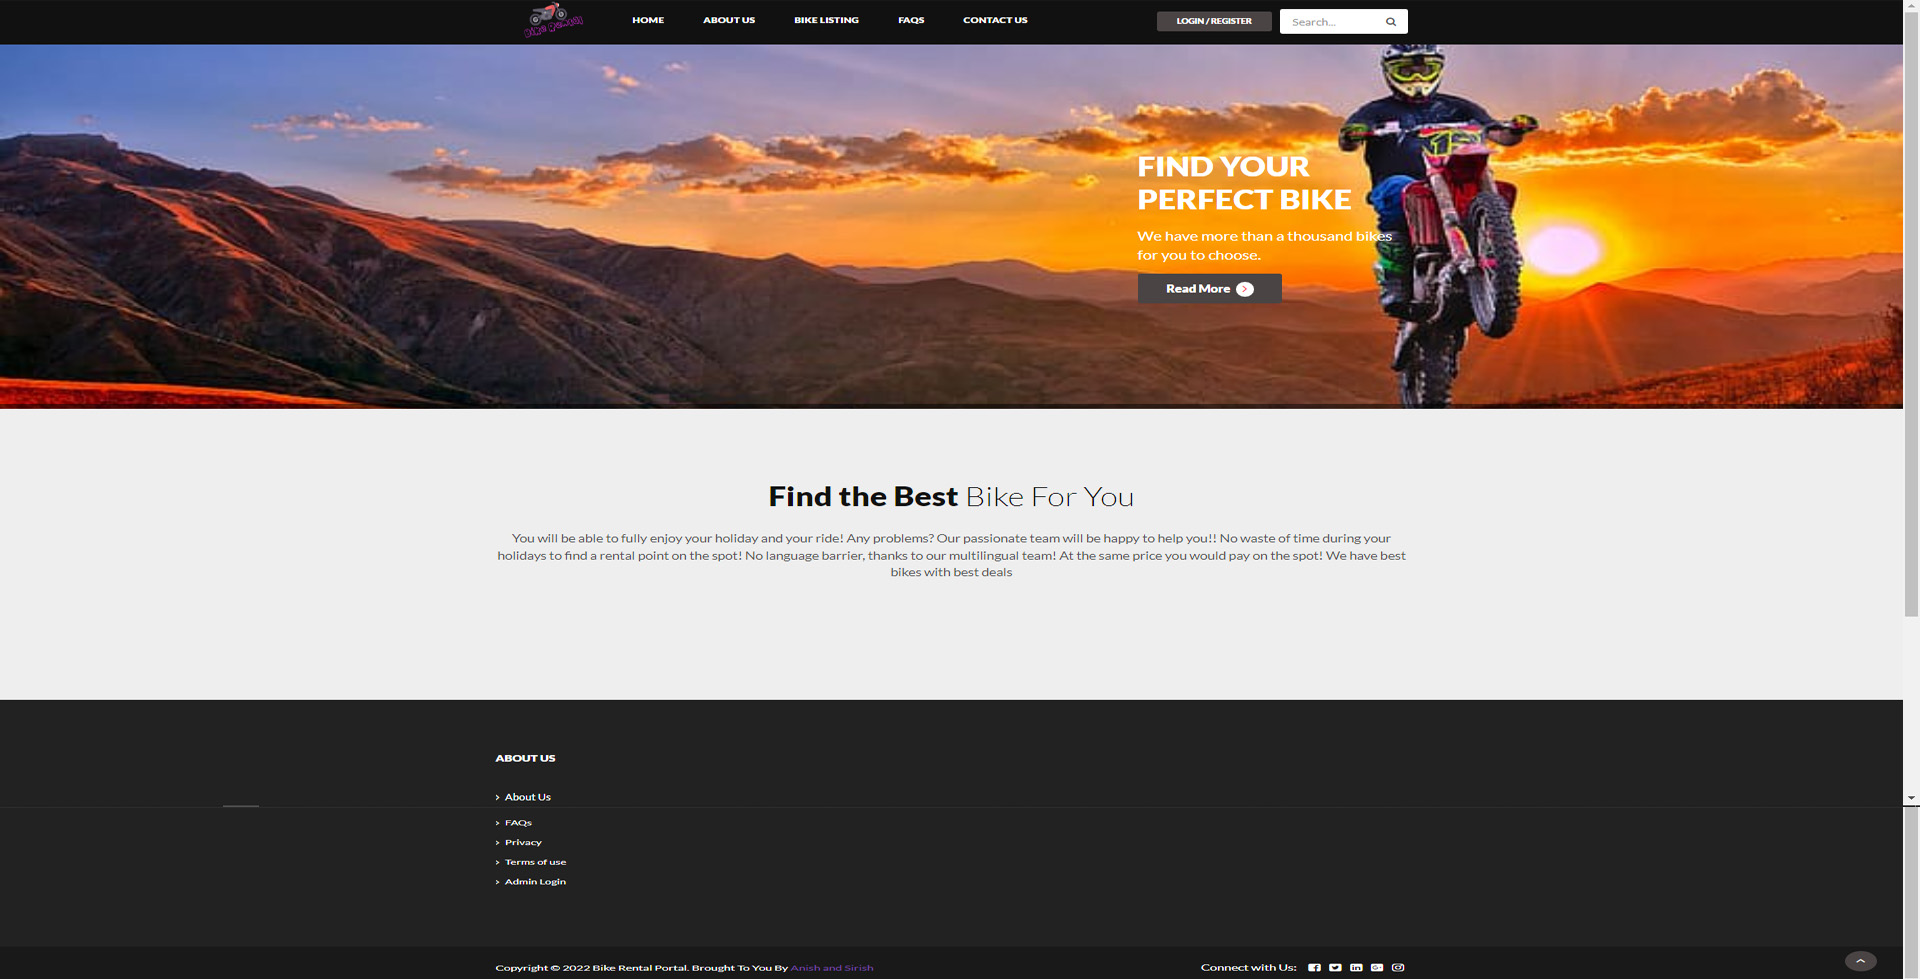 Bike Rental
HOME ABOUT US BIKE LISTING FAQS CONTACT US LOGIN / REGISTER Search...
FIND YOUR
PERFECT BIKE
We have more than a thousand bikes
for you to choose.
Read More
Find the Best Bike For You
You will be able to fully enjoy your holiday and your ride! Any problems? Our passionate team will be happy to help you!! No waste of time during your
holidays to find a rental point on the spot! No language barrier, thanks to our multilingual team! At the same price you would pay on the spot! We have best
bikes with best deals
ABOUT US
About Us
FAQs
Privacy
Terms of use
Admin Login
Copyright © 2022 Bike Rental Portal. Brought To You By Anish and Sirish
Connect with Us: